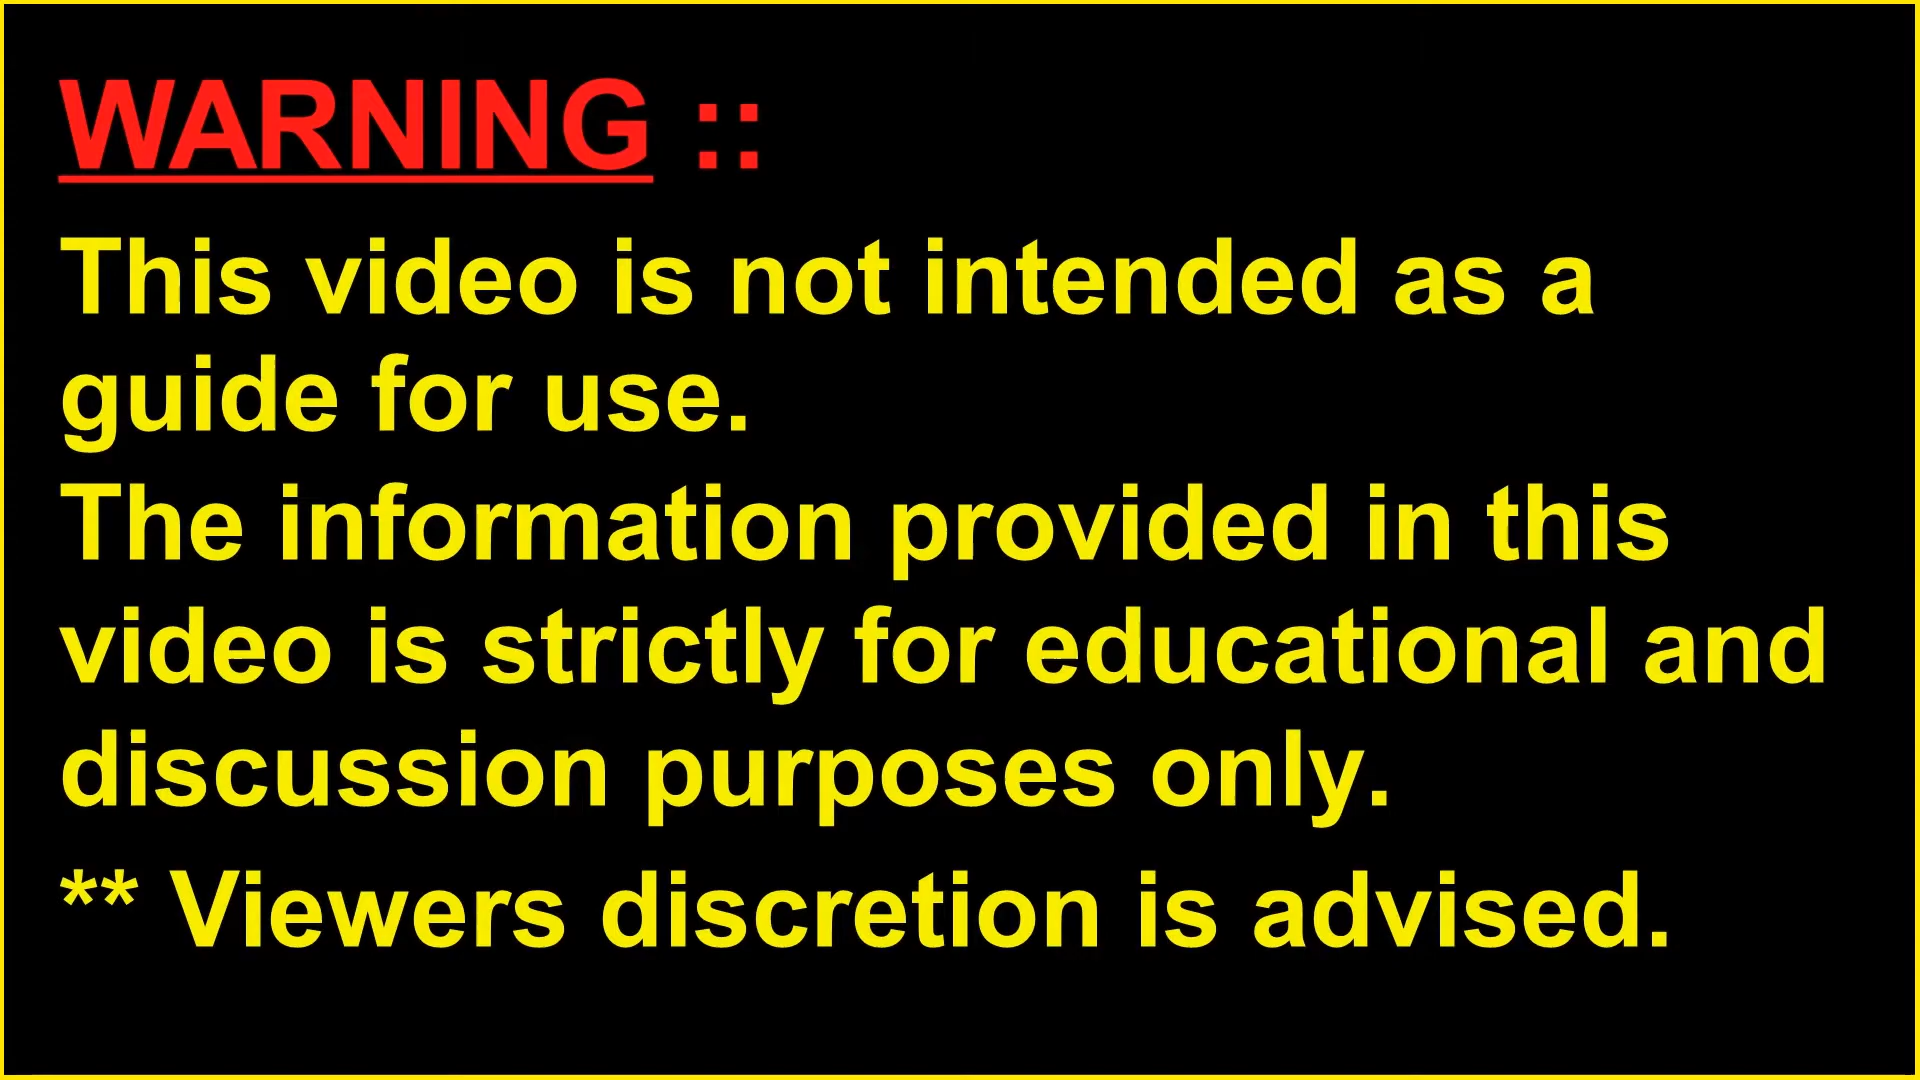 WARNING ::
This video is not intended as a
guide for use.
The information provided in this
video is strictly for educational and
discussion purposes only.
** Viewers discretion is advised.